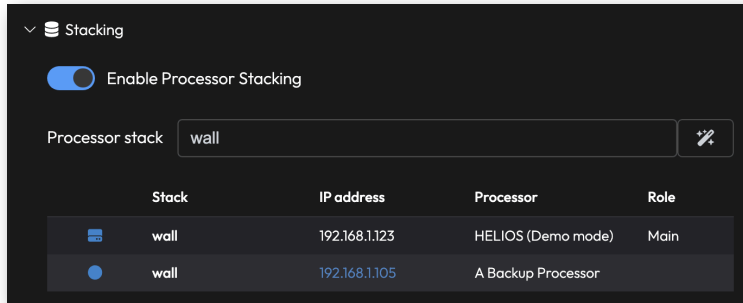 Stacking
Enable Processor Stacking
Processor stack wall
Stack IP address Processor Role
wall 192.168.1.123 HELIOS (Demo mode) Main
wall 192.168.1.105 A Backup Processor